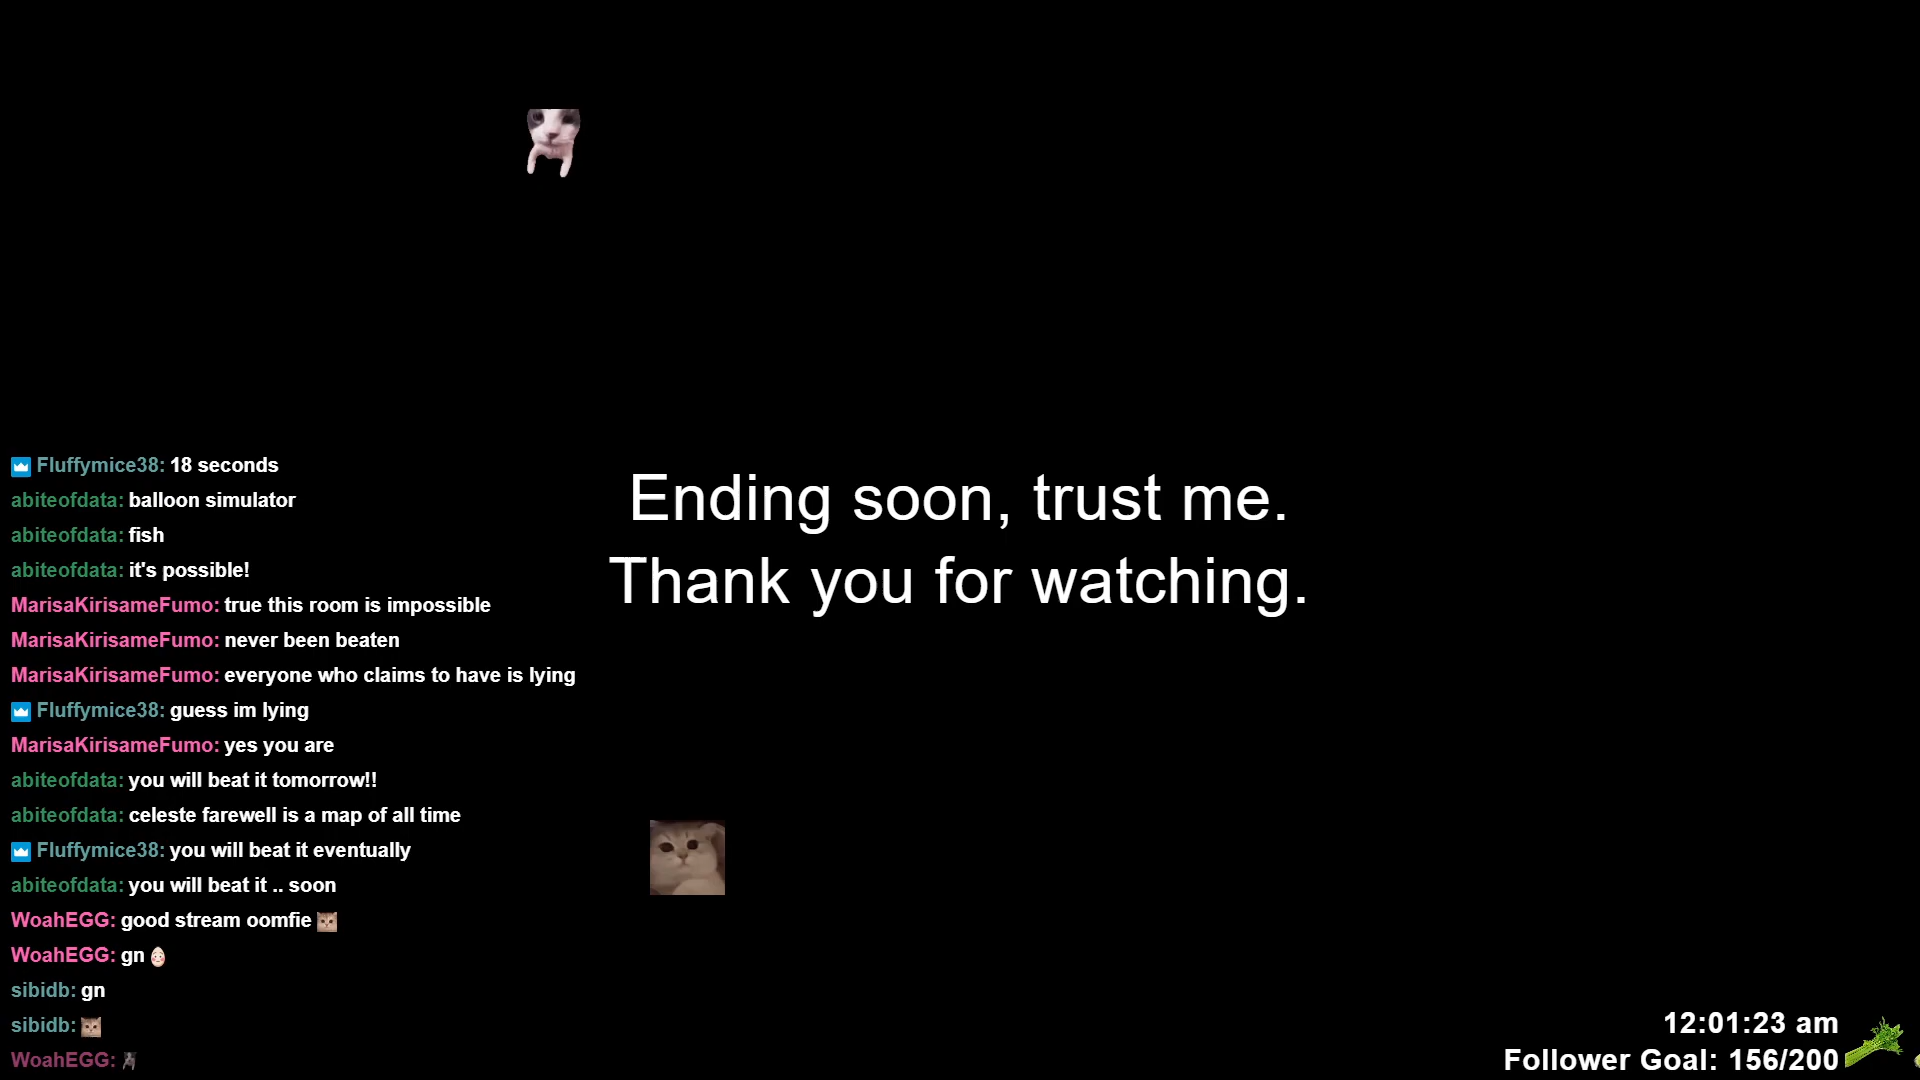 Fluffymice38: 18 seconds
abiteofdata: balloon simulator
abiteofdata: fish
abiteofdata: it's possible!
MarisaKirisameFumo: true this room is impossible
MarisaKirisameFumo: never been beaten
MarisaKirisameFumo: everyone who claims to have is lying
Fluffymice38: guess im lying
MarisaKirisameFumo: yes you are
abiteofdata: you will beat it tomorrow!!
abiteofdata: celeste farewell is a map of all time
Fluffymice38: you will beat it eventually
abiteofdata: you will beat it .. soon
WoahEGG: good stream oomfie
WoahEGG: gn
sibidb: gn
sibidb:
WoahEGG:
Ending soon, trust me.
Thank you for watching.
12:01:23 am
Follower Goal: 156/200